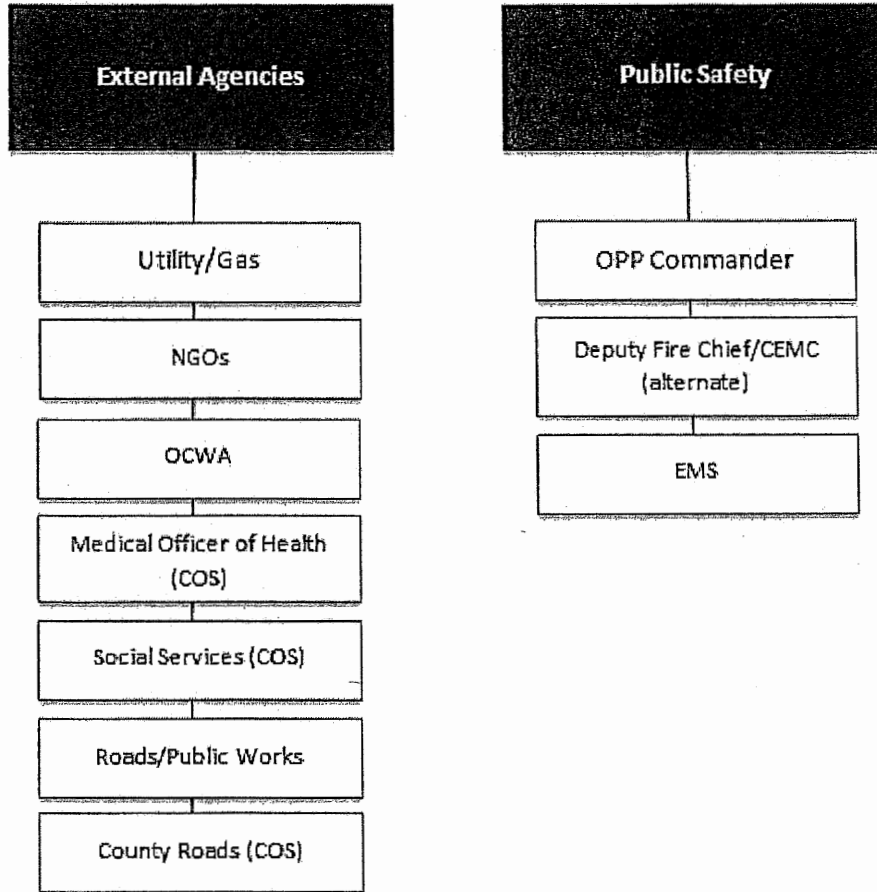 External Agencies
Utility/Gas
NGOs
OCWA
Medical Officer of Health
(COS)
Social Services (COS)
Roads/Public Works
County Roads (COS)
Public Safety
OPP Commander
Deputy Fire Chief/CEMC
(alternate)
EMS